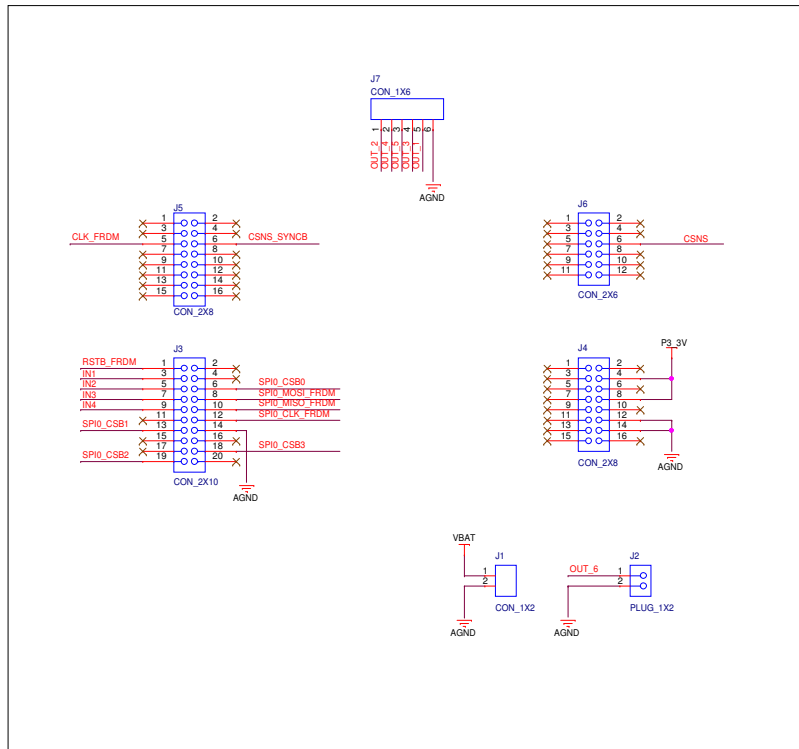 J7
CON_1X6
1 2 3 4 5 6
OUT_2 OUT_4 OUT_5 OUT_3 OUT_1
AGND
J5
1 2
3 4
CLK_FRDM 5 6 CSNS_SYNCB
7 8
9 10
11 12
13 14
15 16
CON_2X8
J6
1 2
3 4
5 6 CSNS
7 8
9 10
11 12
CON_2X6
J3
RSTB_FRDM 1 2
IN1 3 4
IN2 5 6 SPI0_CSB0
IN3 7 8 SPI0_MOSI_FRDM
IN4 9 10 SPI0_MISO_FRDM
11 12 SPI0_CLK_FRDM
SPI0_CSB1 13 14
15 16
17 18 SPI0_CSB3
SPI0_CSB2 19 20
CON_2X10
AGND
P3_3V
J4
1 2
3 4
5 6
7 8
9 10
11 12
13 14
15 16
CON_2X8
AGND
VBAT
J1
1
2
CON_1X2
AGND
J2
OUT_6 1
2
PLUG_1X2
AGND